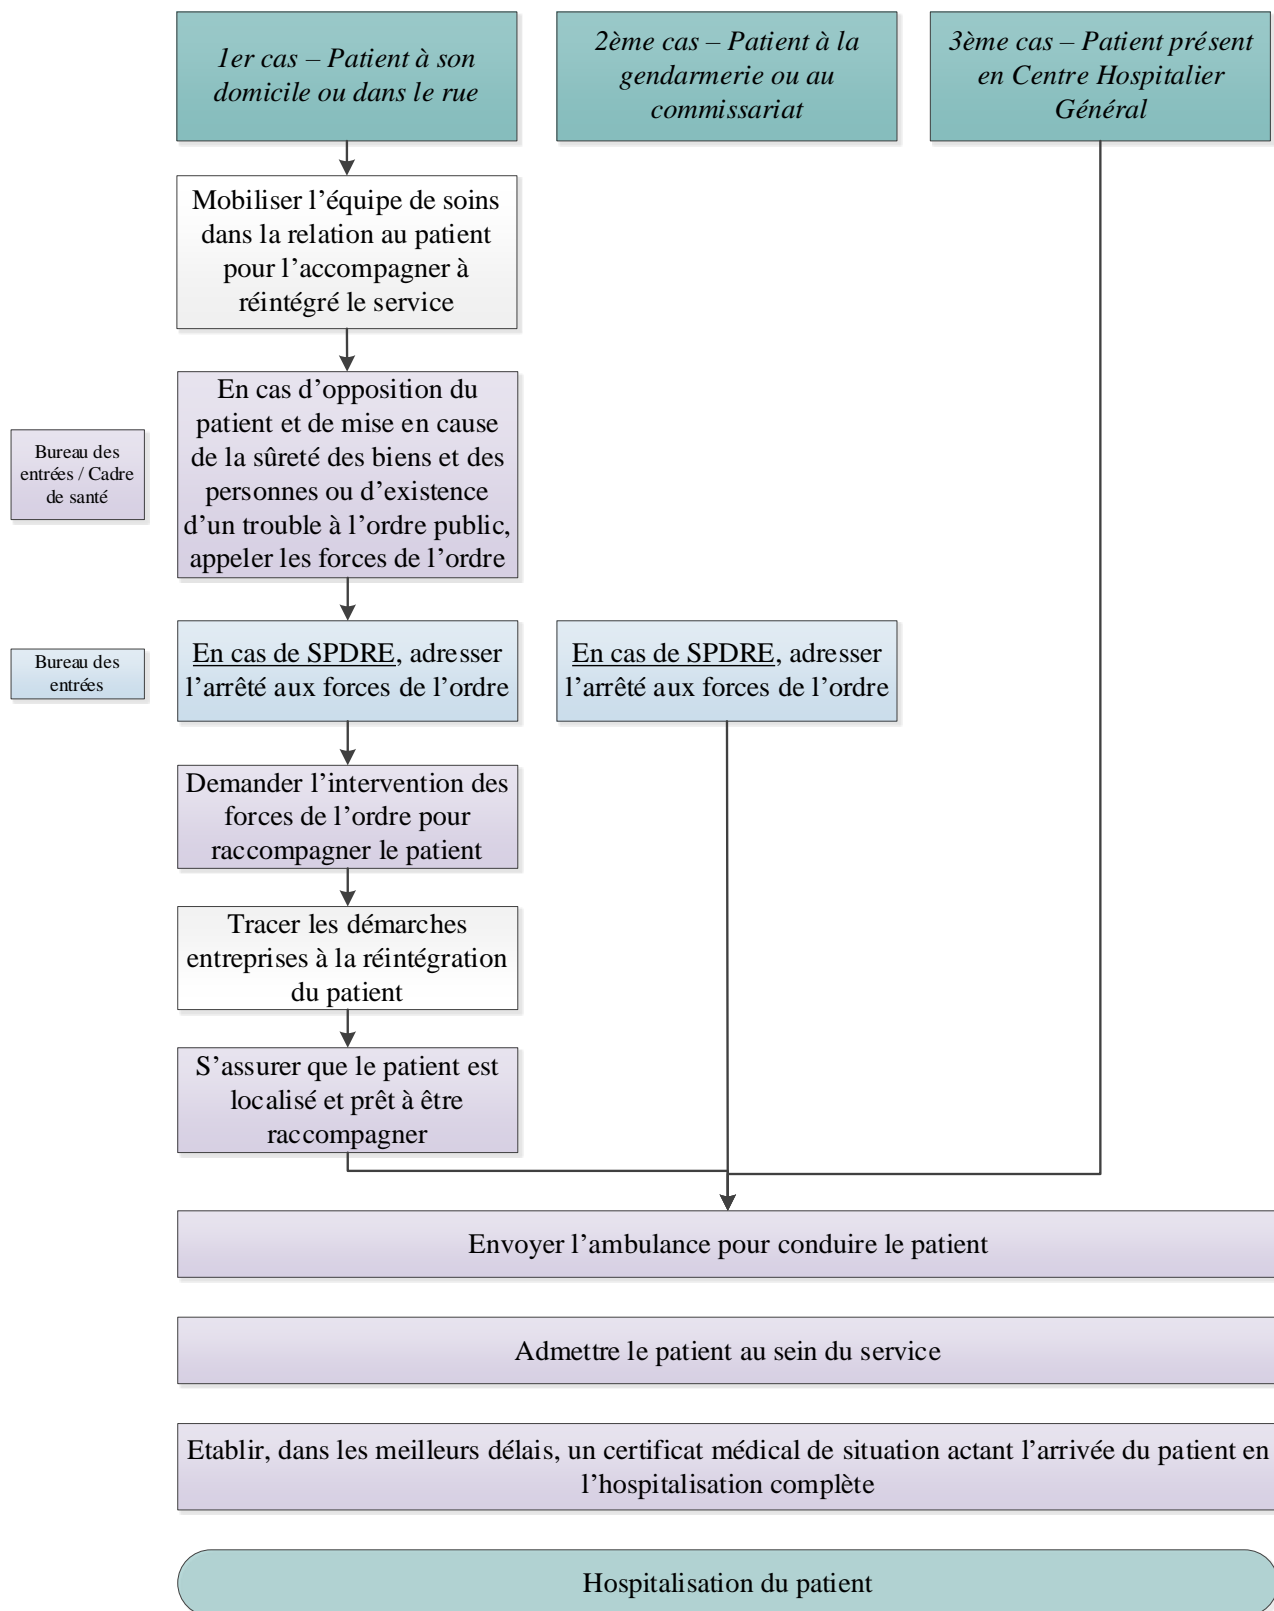 1er cas – Patient à son
domicile ou dans le rue
2ème cas – Patient à la
gendarmerie ou au
commissariat
3ème cas – Patient présent
en Centre Hospitalier
Général
Mobiliser l’équipe de soins
dans la relation au patient
pour l’accompagner à
réintégré le service
Bureau des
entrées / Cadre
de santé
En cas d’opposition du
patient et de mise en cause
de la sûreté des biens et des
personnes ou d’existence
d’un trouble à l’ordre public,
appeler les forces de l’ordre
Bureau des
entrées
En cas de SPDRE, adresser
l’arrêté aux forces de l’ordre
En cas de SPDRE, adresser
l’arrêté aux forces de l’ordre
Demander l’intervention des
forces de l’ordre pour
raccompagner le patient
Tracer les démarches
entreprises à la réintégration
du patient
S’assurer que le patient est
localisé et prêt à être
raccompagner
Envoyer l’ambulance pour conduire le patient
Admettre le patient au sein du service
Etablir, dans les meilleurs délais, un certificat médical de situation actant l’arrivée du patient en
l’hospitalisation complète
Hospitalisation du patient